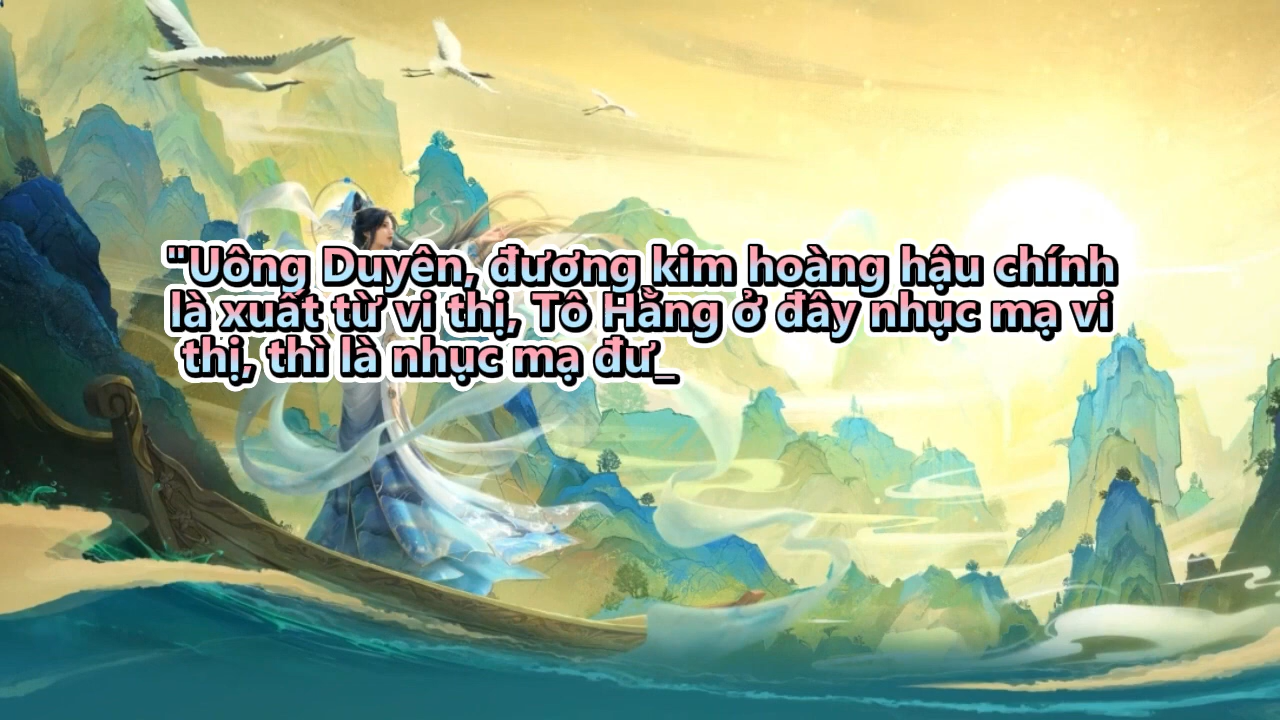 "Uông Duyên, đương kim hoàng hậu chính
là xuất từ vi thị, Tô Hằng ở đây nhục mạ vi
thị, thì là nhục mạ đư_